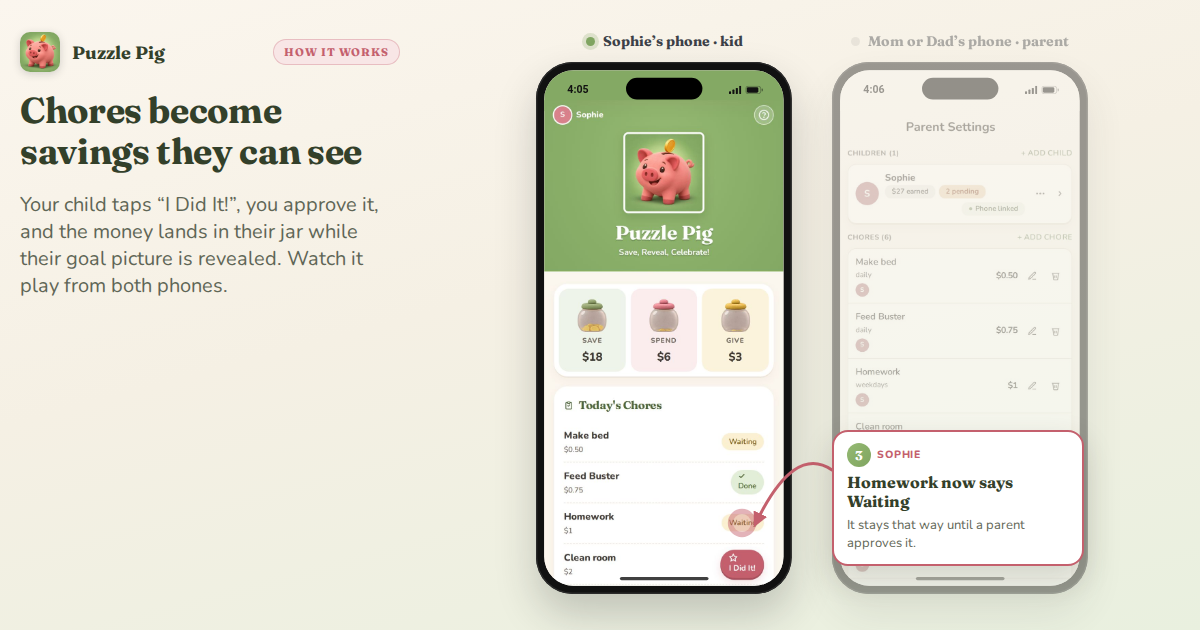 Puzzle Pig
HOW IT WORKS
Chores become
savings they can see
Your child taps “I Did It!”, you approve it,
and the money lands in their jar while
their goal picture is revealed. Watch it
play from both phones.
Sophie’s phone · kid
4:05
S Sophie
Puzzle Pig
Save, Reveal, Celebrate!
SAVE SPEND GIVE
$18 $6 $3
Today's Chores
Make bed
$0.50
Waiting
Feed Buster
$0.75
✓ Done
Homework
$1
Waiting
Clean room
$2
I Did It!
Mom or Dad’s phone · parent
4:06
Parent Settings
CHILDREN (1) + ADD CHILD
S
Sophie
$27 earned 2 pending
+ Phone linked
CHORES (6) + ADD CHORE
Make bed
daily
$0.50
S
Feed Buster
daily
$0.75
S
Homework
weekdays
$1
S
Clean room
3 SOPHIE
Homework now says
Waiting
It stays that way until a parent
approves it.